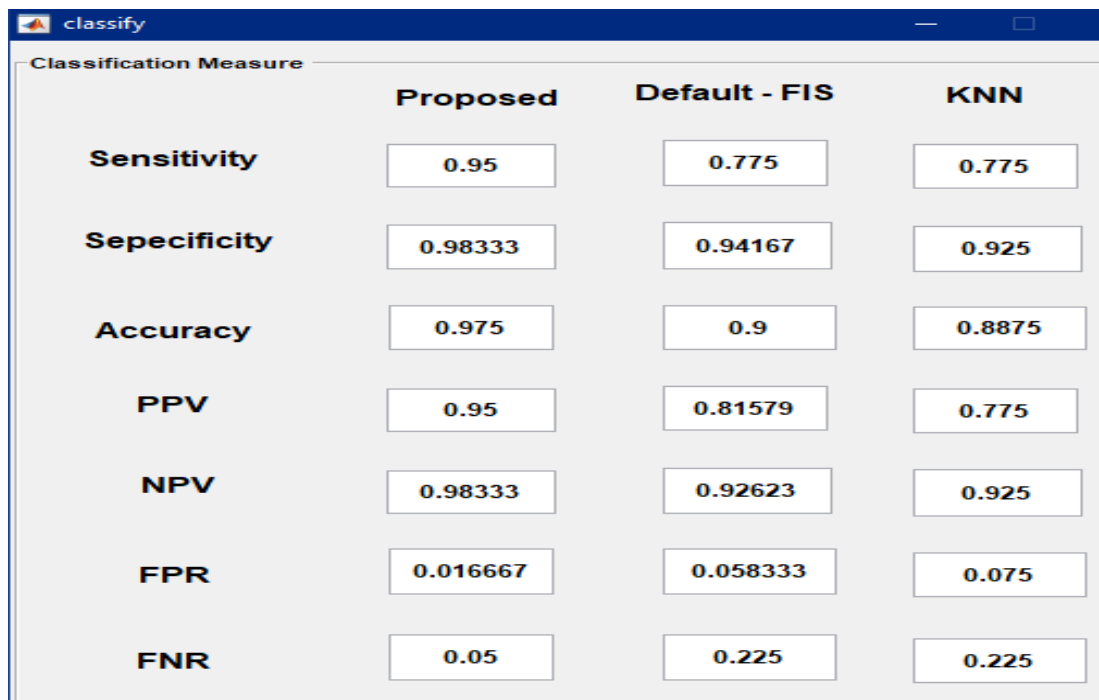 classify
Classification Measure
Proposed Default - FIS KNN
Sensitivity 0.95 0.775 0.775
Sepecificity 0.98333 0.94167 0.925
Accuracy 0.975 0.9 0.8875
PPV 0.95 0.81579 0.775
NPV 0.98333 0.92623 0.925
FPR 0.016667 0.058333 0.075
FNR 0.05 0.225 0.225